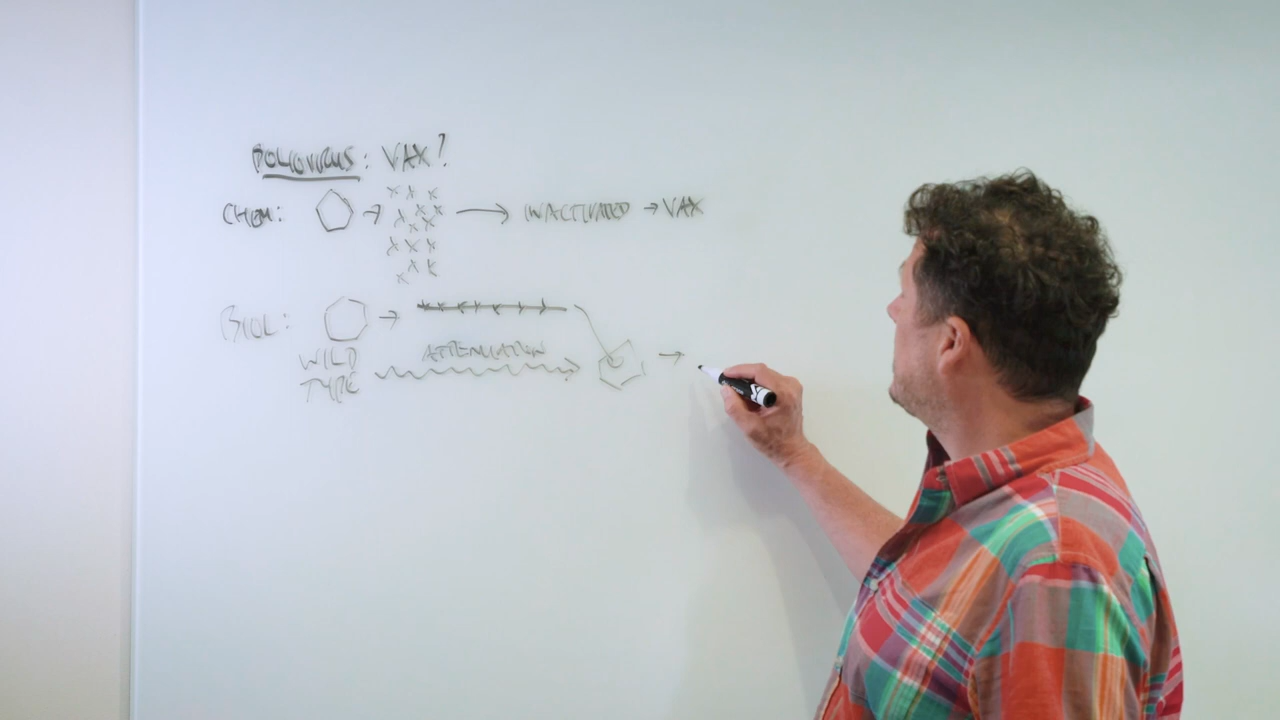 POLIOVIRUS: VAX?
CHEM: → → INACTIVATED → VAX
BIOL: →
WILD ATTENUATION →
TYPE